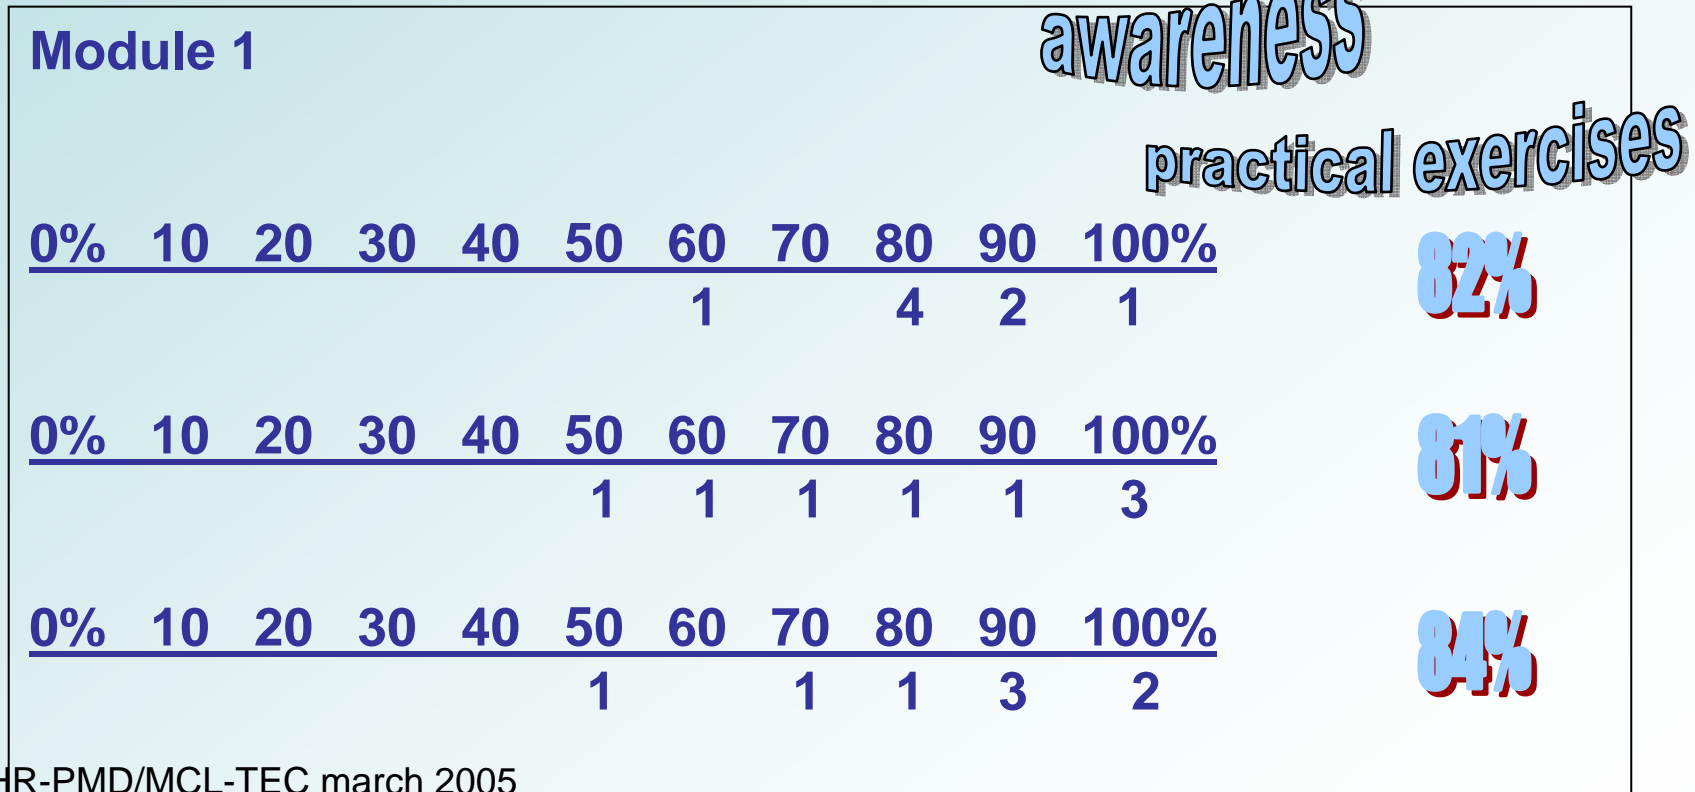 awareness
Module 1
practical exercises
0% 10 20 30 40 50 60 70 80 90 100%
82%
1 4 2 1
0% 10 20 30 40 50 60 70 80 90 100%
81%
1 1 1 1 1 3
0% 10 20 30 40 50 60 70 80 90 100%
84%
1 1 1 3 2
HR-PMD/MCL-TEC march 2005